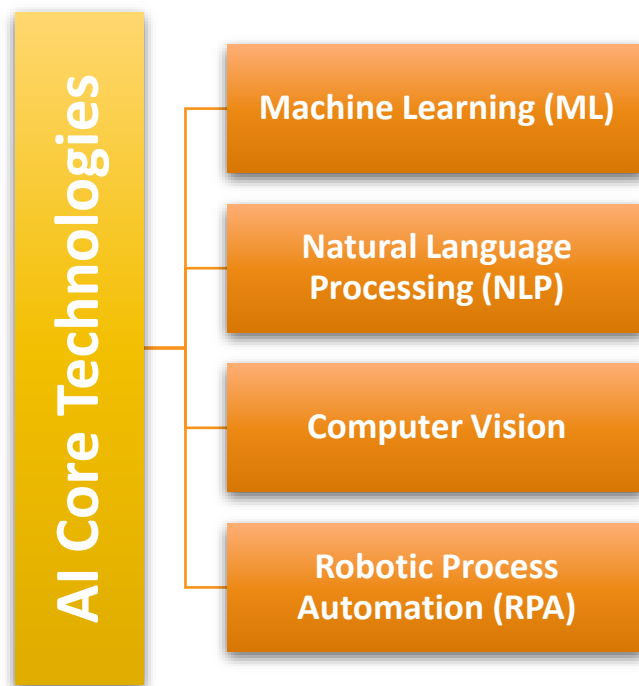 AI Core Technologies
Machine Learning (ML)
Natural Language
Processing (NLP)
Computer Vision
Robotic Process
Automation (RPA)